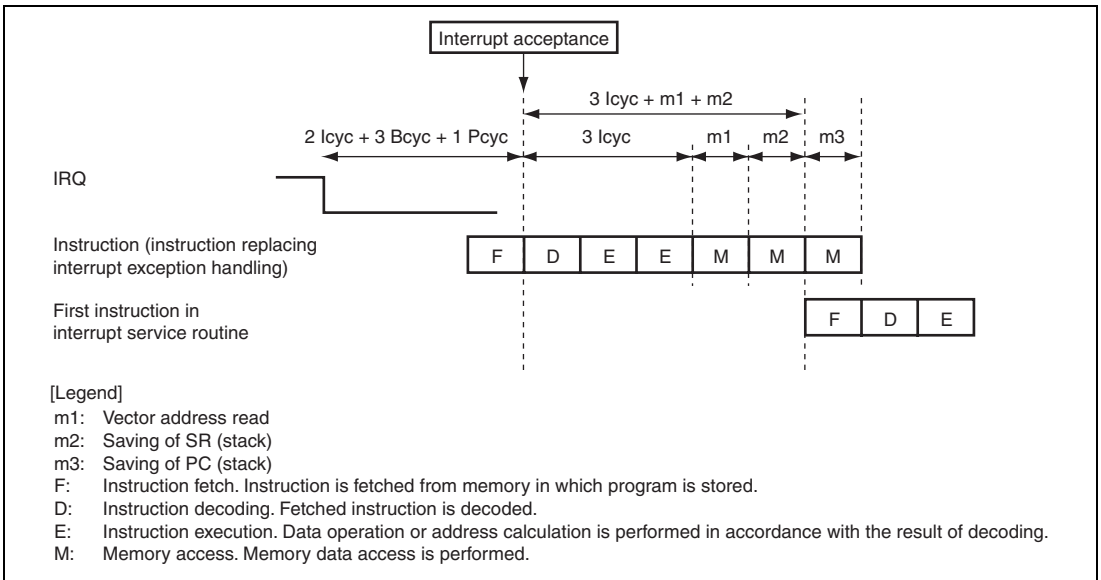 Interrupt acceptance
3 Icyc + m1 + m2
2 Icyc + 3 Bcyc + 1 Pcyc
3 Icyc
m1
m2
m3
IRQ
Instruction (instruction replacing
interrupt exception handling)
F D E E M M M
First instruction in
interrupt service routine
F D E
[Legend]
m1: Vector address read
m2: Saving of SR (stack)
m3: Saving of PC (stack)
F: Instruction fetch. Instruction is fetched from memory in which program is stored.
D: Instruction decoding. Fetched instruction is decoded.
E: Instruction execution. Data operation or address calculation is performed in accordance with the result of decoding.
M: Memory access. Memory data access is performed.